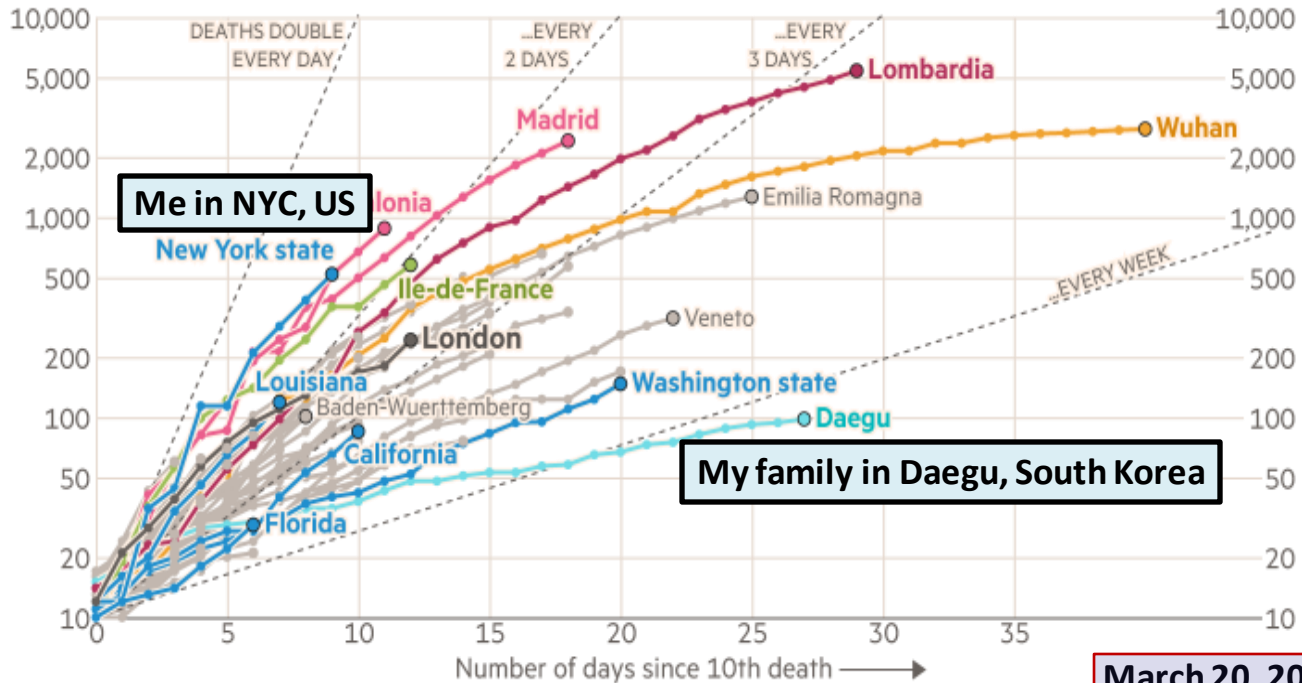 10,000
5,000
2,000
1,000
500
200
100
50
20
10
DEATHS DOUBLE
EVERY DAY
...EVERY
2 DAYS
...EVERY
3 DAYS
...EVERY WEEK
Lombardia
Madrid
Wuhan
Me in NYC, US
lonia
Emilia Romagna
New York state
Ile-de-France
London
Veneto
Louisiana
Baden-Wuerttemberg
Washington state
Daegu
California
My family in Daegu, South Korea
Florida
10,000
5,000
2,000
1,000
500
200
100
50
20
10
0 5 10 15 20 25 30 35
Number of days since 10th death
March 20, 20